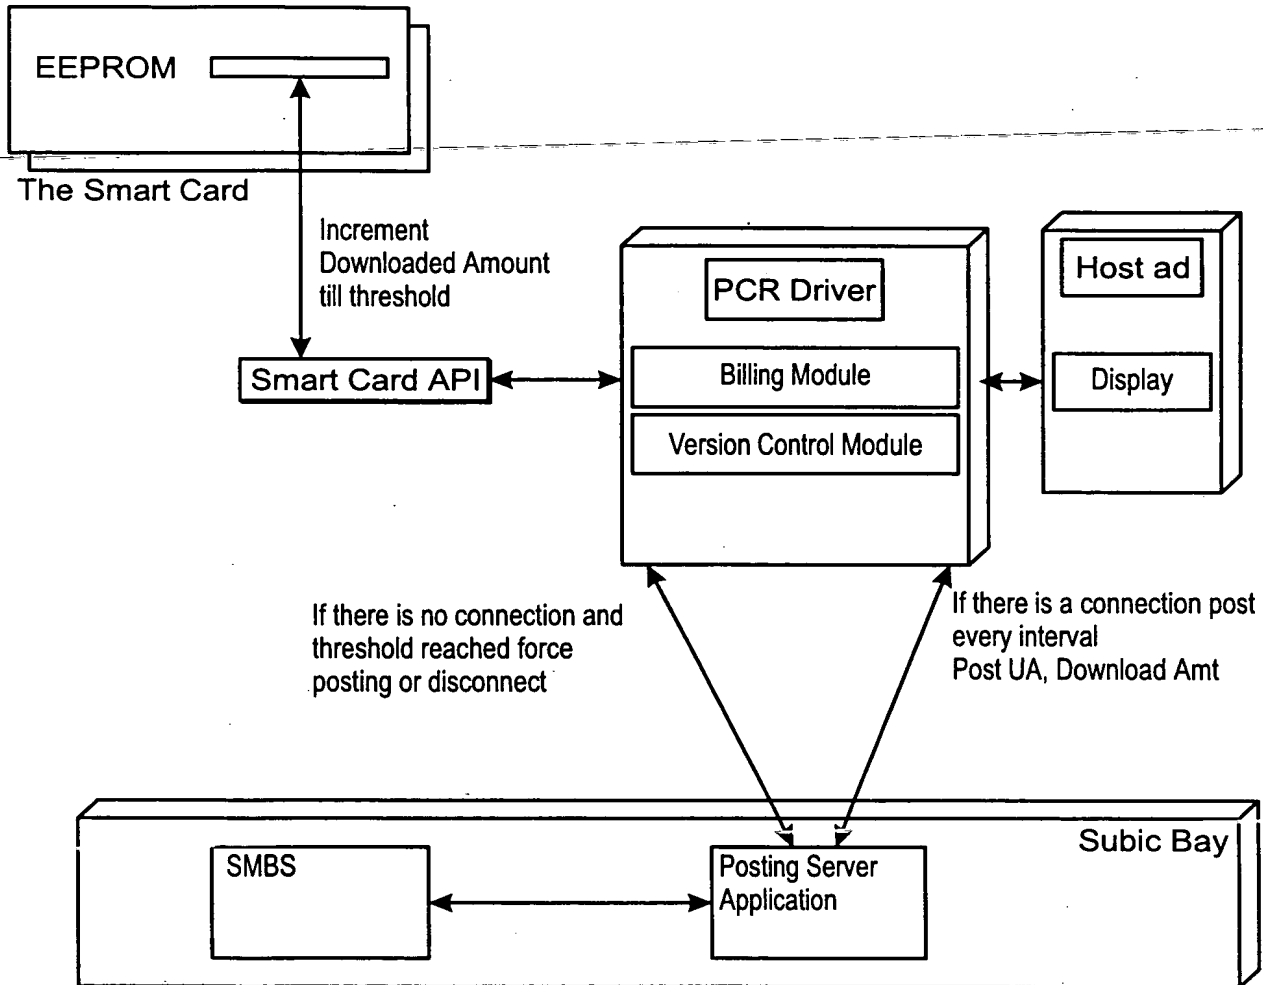 EEPROM
The Smart Card
Increment
Downloaded Amount
till threshold
Smart Card API
PCR Driver
Billing Module
Version Control Module
Host ad
Display
If there is no connection and
threshold reached force
posting or disconnect
If there is a connection post
every interval
Post UA, Download Amt
Subic Bay
SMBS
Posting Server
Application